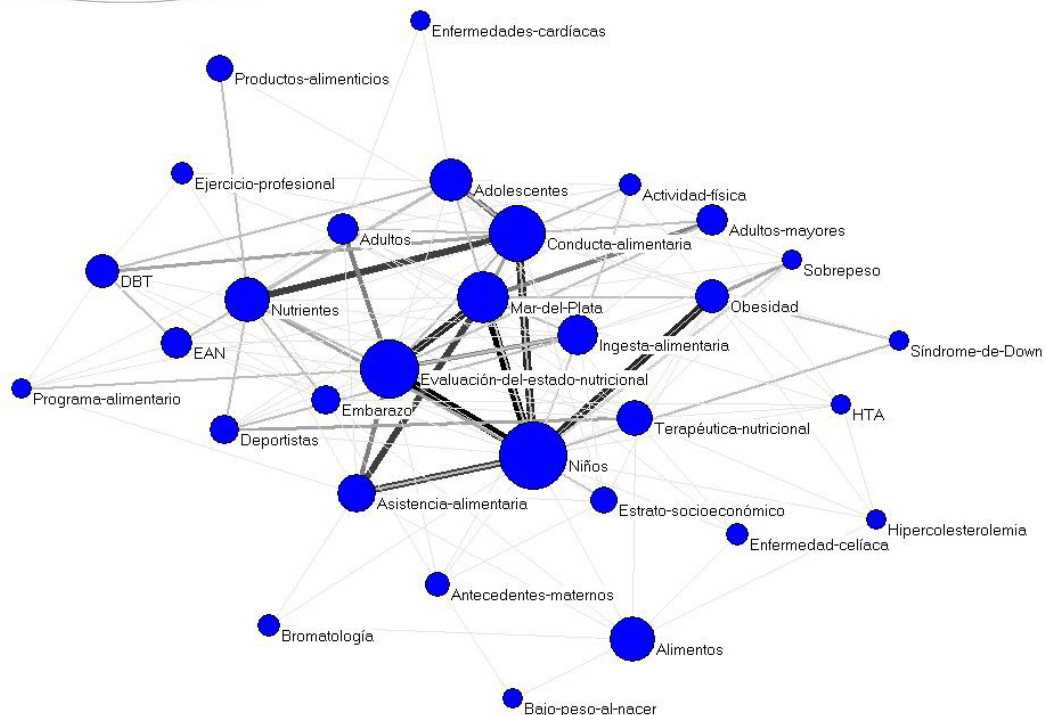 Enfermedades-cardíacas
Productos-alimenticios
Ejercicio-profesional
Adolescentes
Actividad-física
Adultos
Conducta-alimentaria
Adultos-mayores
Sobrepeso
DBT
Nutrientes
Mar-del-Plata
Obesidad
EAN
Ingesta-alimentaria
Síndrome-de-Down
Evaluación-del-estado-nutricional
Programa-alimentario
Embarazo
HTA
Deportistas
Terapéutica-nutricional
Niños
Asistencia-alimentaria
Estrato-socioeconómico
Hipercolesterolemia
Enfermedad-celíaca
Antecedentes-maternos
Bromatología
Alimentos
Bajo-peso-al-nacer